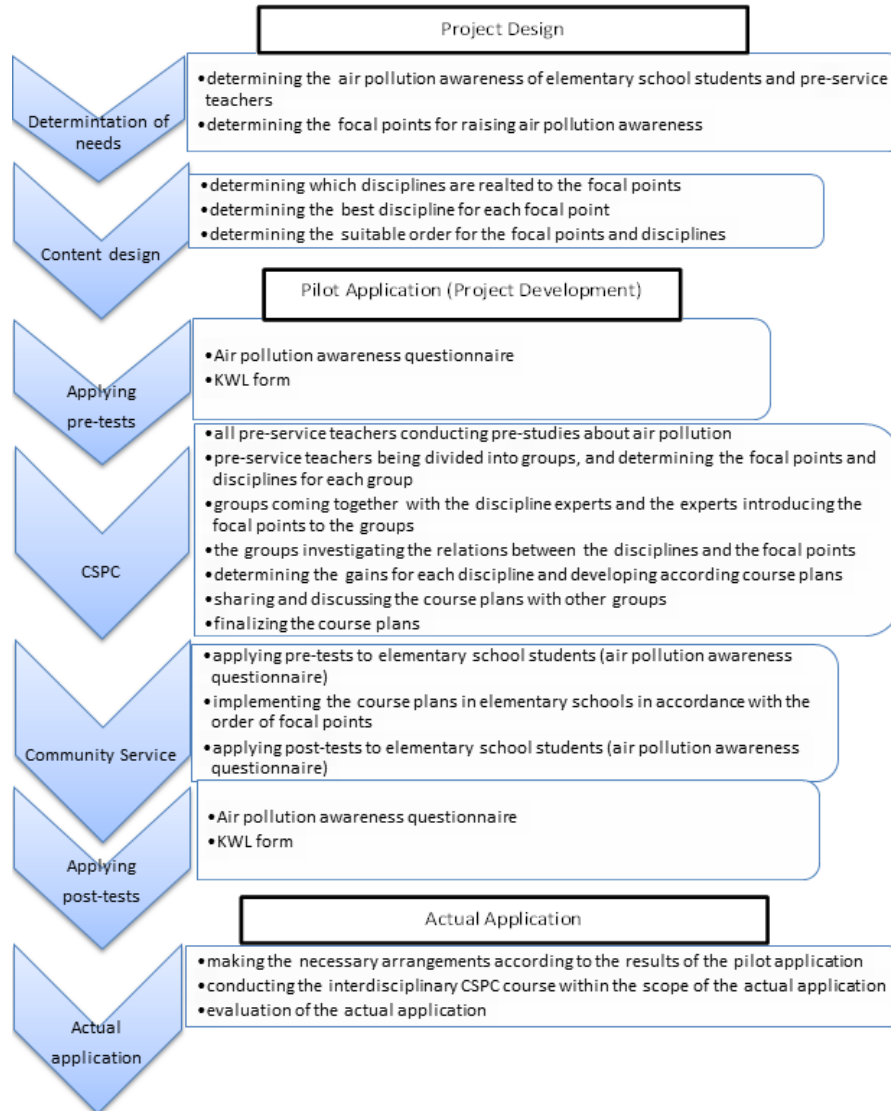 Project Design
•determining the air pollution awareness of elementary school students and pre-service
teachers
•determining the focal points for raising air pollution awareness
Determintation of
needs
•determining which disciplines are realted to the focal points
•determining the best discipline for each focal point
•determining the suitable order for the focal points and disciplines
Content design
Pilot Application (Project Development)
•Air pollution awareness questionnaire
•KWL form
Applying
pre-tests
•all pre-service teachers conducting pre-studies about air pollution
•pre-service teachers being divided into groups, and determining the focal points and
disciplines for each group
•groups coming together with the discipline experts and the experts introducing the
focal points to the groups
•the groups investigating the relations between the disciplines and the focal points
•determining the gains for each discipline and developing according course plans
•sharing and discussing the course plans with other groups
•finalizing the course plans
CSPC
•applying pre-tests to elementary school students (air pollution awareness
questionnaire)
•implementing the course plans in elementary schools in accordance with the
order of focal points
•applying post-tests to elementary school students (air pollution awareness
questionnaire)
Community Service
•Air pollution awareness questionnaire
•KWL form
Applying
post-tests
Actual Application
•making the necessary arrangements according to the results of the pilot application
•conducting the interdisciplinary CSPC course within the scope of the actual application
•evaluation of the actual application
Actual
application